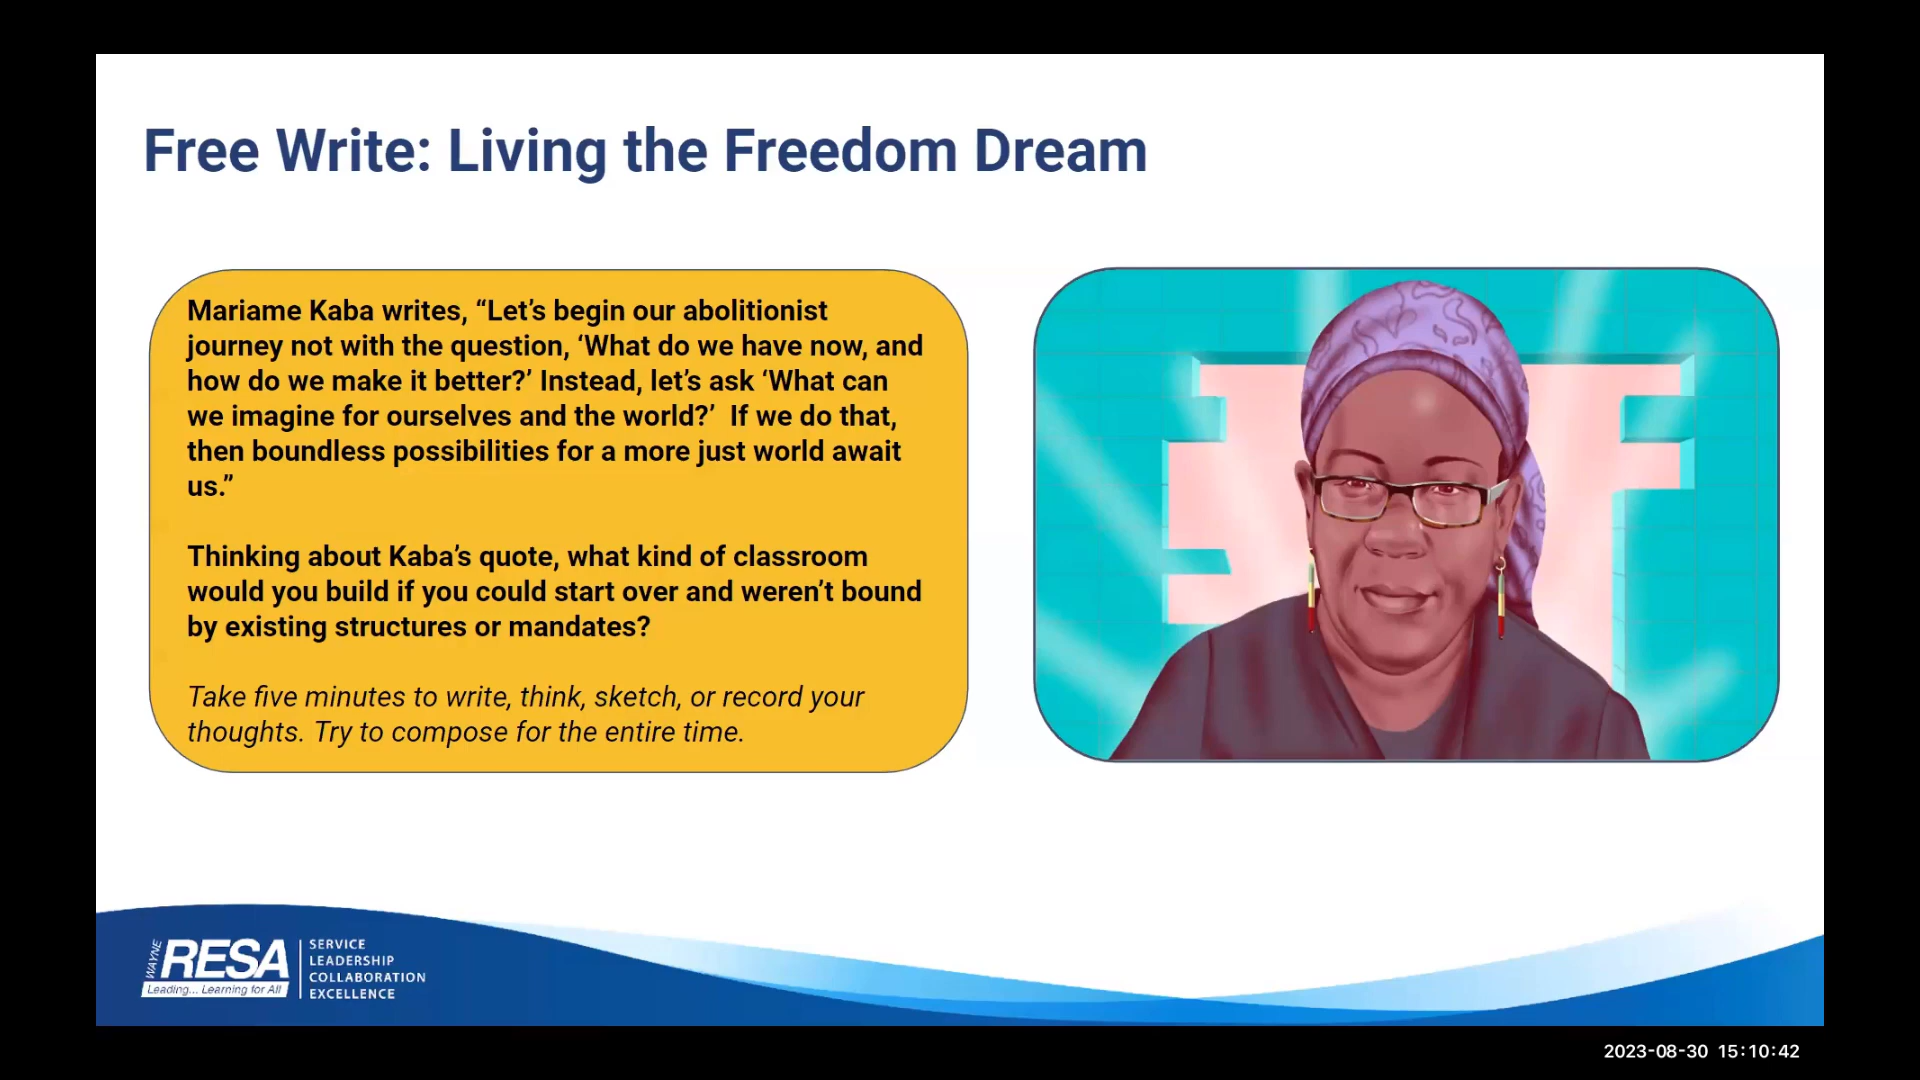 Free Write: Living the Freedom Dream
Mariame Kaba writes, “Let’s begin our abolitionist
journey not with the question, ‘What do we have now, and
how do we make it better?’ Instead, let’s ask ‘What can
we imagine for ourselves and the world?’  If we do that,
then boundless possibilities for a more just world await
us.”
Thinking about Kaba’s quote, what kind of classroom
would you build if you could start over and weren’t bound
by existing structures or mandates?
Take five minutes to write, think, sketch, or record your
thoughts. Try to compose for the entire time.
WAYNE
RESA
Leading... Learning for All
SERVICE
LEADERSHIP
COLLABORATION
EXCELLENCE
2023-08-30 15:10:42